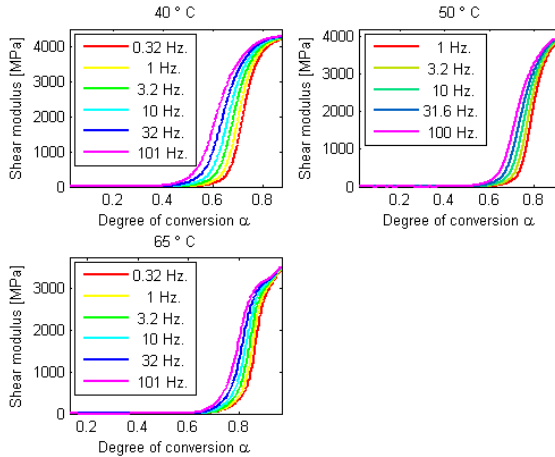 40 ° C
Shear modulus [MPa]
4000
3000
2000
1000
0
0.32 Hz.
1 Hz.
3.2 Hz.
10 Hz.
32 Hz.
101 Hz.
0.2 0.4 0.6 0.8
Degree of conversion α
50 ° C
Shear modulus [MPa]
4000
3000
2000
1000
0
1 Hz.
3.2 Hz.
10 Hz.
31.6 Hz.
100 Hz.
0.2 0.4 0.6 0.8
Degree of conversion α
65 ° C
Shear modulus [MPa]
3000
2000
1000
0
0.32 Hz.
1 Hz.
3.2 Hz.
10 Hz.
32 Hz.
101 Hz.
0.2 0.4 0.6 0.8
Degree of conversion α